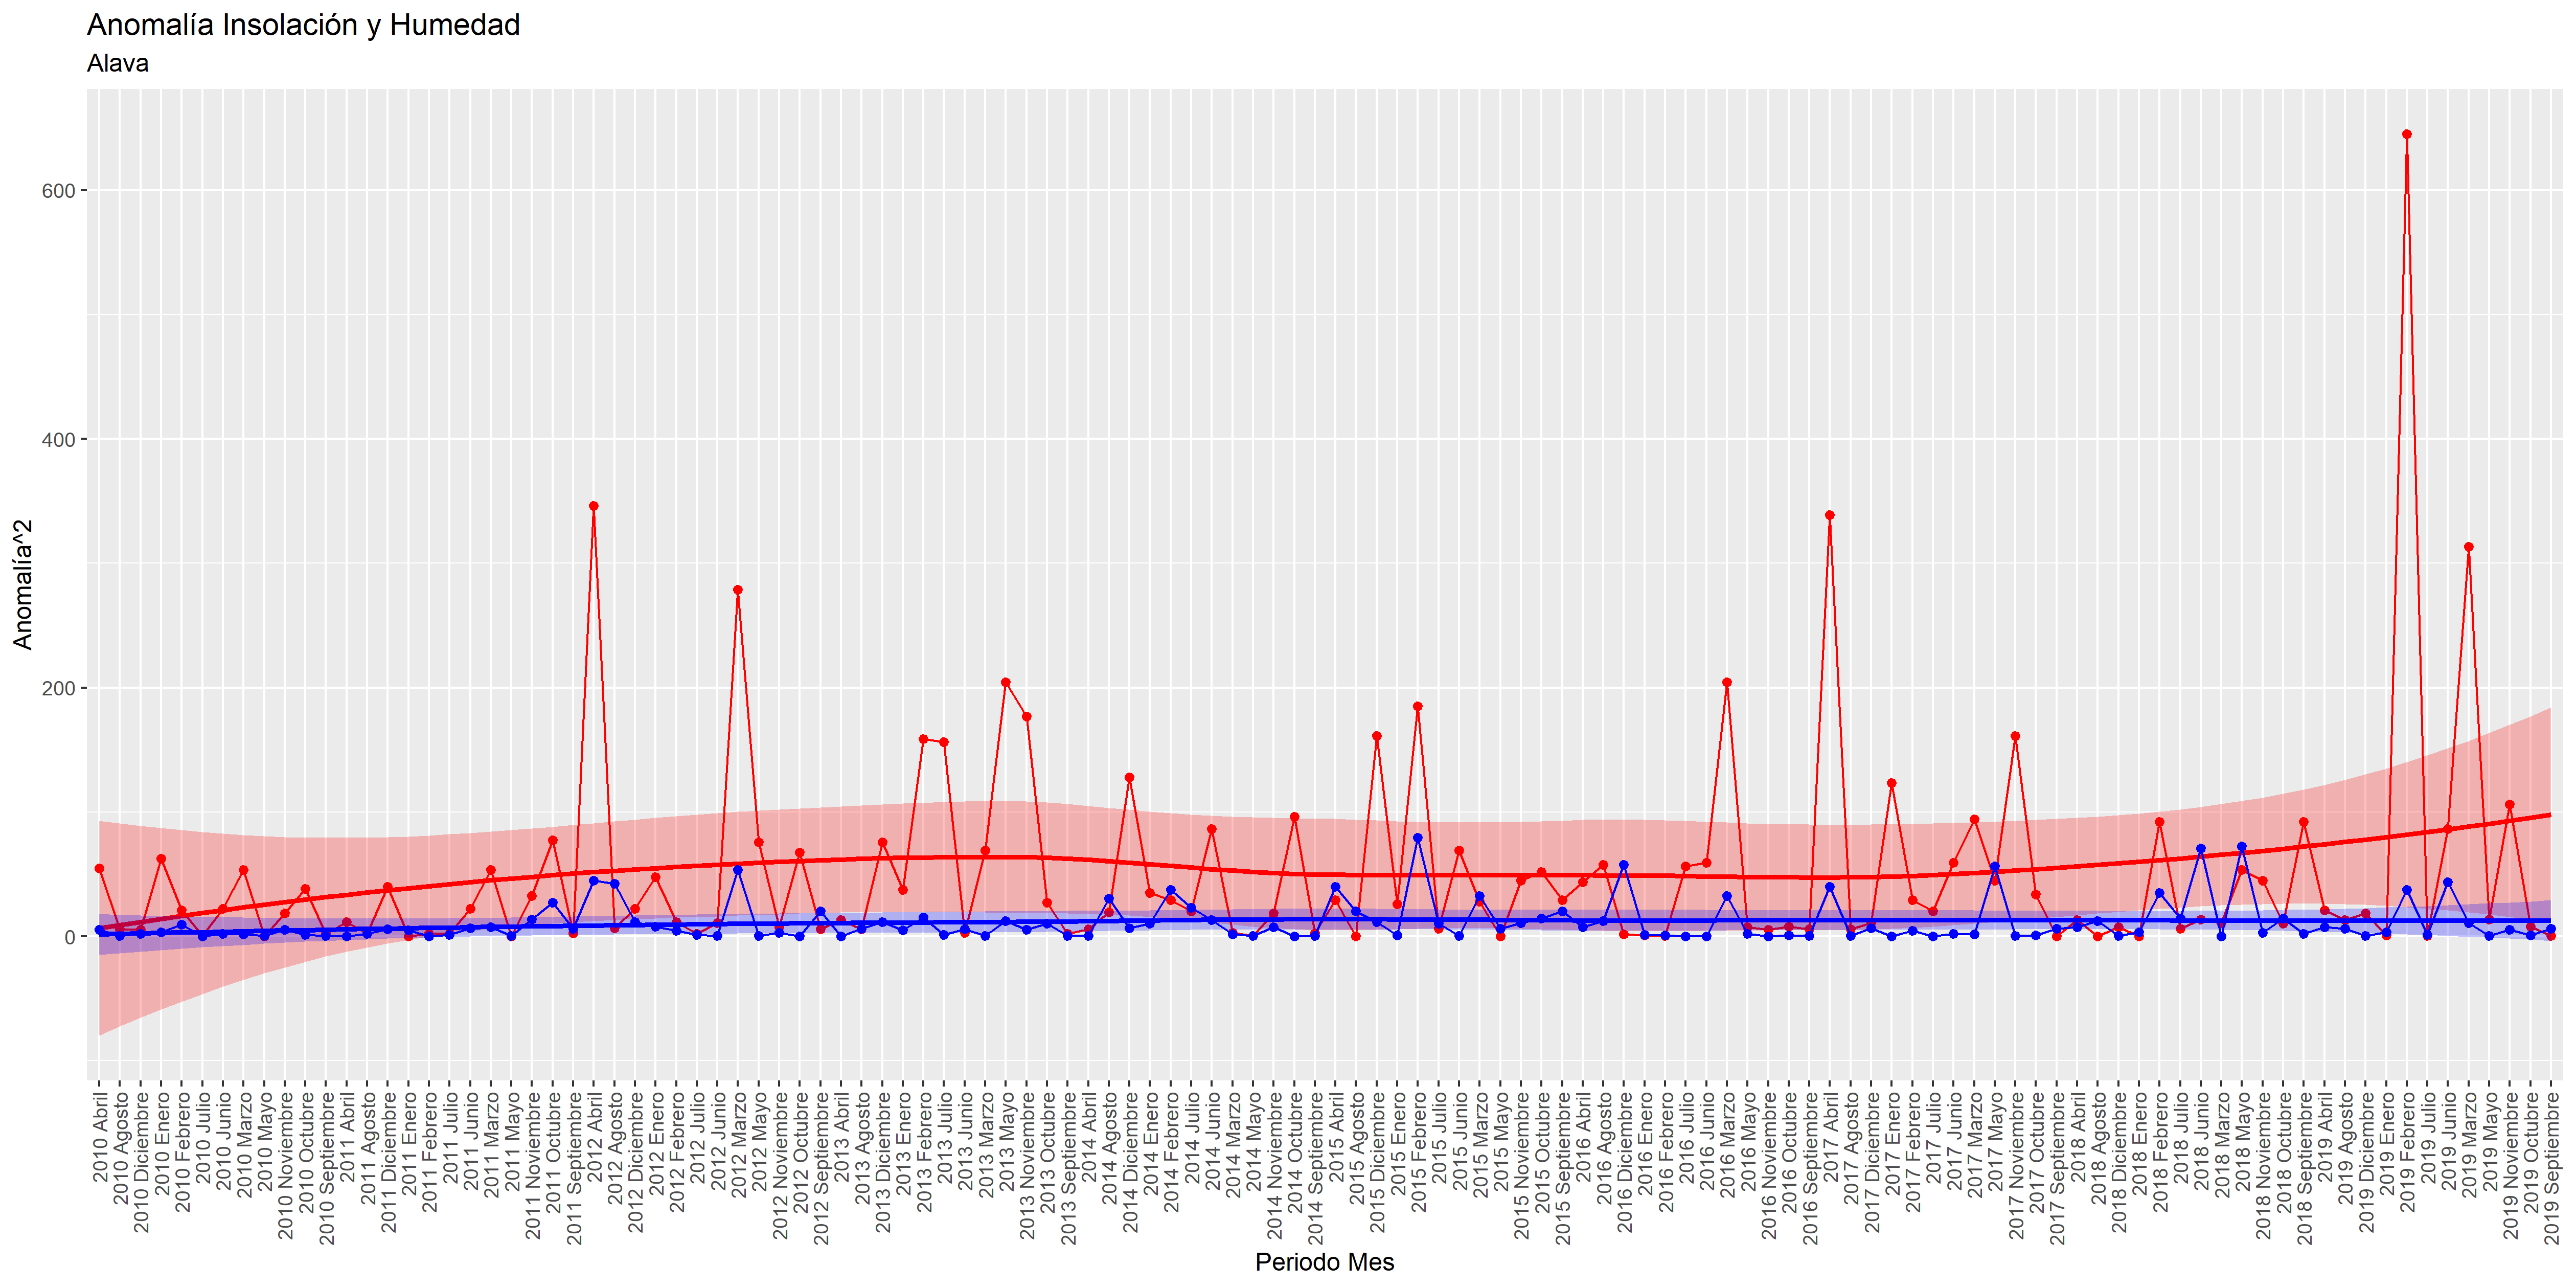 Anomalía Insolación y Humedad
Alava
Anomalía^2
600
400
200
0
2010 Abril
2010 Agosto
2010 Diciembre
2010 Enero
2010 Febrero
2010 Julio
2010 Junio
2010 Marzo
2010 Mayo
2010 Noviembre
2010 Octubre
2010 Septiembre
2011 Abril
2011 Agosto
2011 Diciembre
2011 Enero
2011 Febrero
2011 Julio
2011 Junio
2011 Marzo
2011 Mayo
2011 Noviembre
2011 Octubre
2011 Septiembre
2012 Abril
2012 Agosto
2012 Diciembre
2012 Enero
2012 Febrero
2012 Julio
2012 Junio
2012 Marzo
2012 Mayo
2012 Noviembre
2012 Octubre
2012 Septiembre
2013 Abril
2013 Agosto
2013 Diciembre
2013 Enero
2013 Febrero
2013 Julio
2013 Junio
2013 Marzo
2013 Mayo
2013 Noviembre
2013 Octubre
2013 Septiembre
2014 Abril
2014 Agosto
2014 Diciembre
2014 Enero
2014 Febrero
2014 Julio
2014 Junio
2014 Marzo
2014 Mayo
2014 Noviembre
2014 Octubre
2014 Septiembre
2015 Abril
2015 Agosto
2015 Diciembre
2015 Enero
2015 Febrero
2015 Julio
2015 Junio
2015 Marzo
2015 Mayo
2015 Noviembre
2015 Octubre
2015 Septiembre
2016 Abril
2016 Agosto
2016 Diciembre
2016 Enero
2016 Febrero
2016 Julio
2016 Junio
2016 Marzo
2016 Mayo
2016 Noviembre
2016 Octubre
2016 Septiembre
2017 Abril
2017 Agosto
2017 Diciembre
2017 Enero
2017 Febrero
2017 Julio
2017 Junio
2017 Marzo
2017 Mayo
2017 Noviembre
2017 Octubre
2017 Septiembre
2018 Abril
2018 Agosto
2018 Diciembre
2018 Enero
2018 Febrero
2018 Julio
2018 Junio
2018 Marzo
2018 Mayo
2018 Noviembre
2018 Octubre
2018 Septiembre
2019 Abril
2019 Agosto
2019 Diciembre
2019 Enero
2019 Febrero
2019 Julio
2019 Junio
2019 Marzo
2019 Mayo
2019 Noviembre
2019 Octubre
2019 Septiembre
Periodo Mes